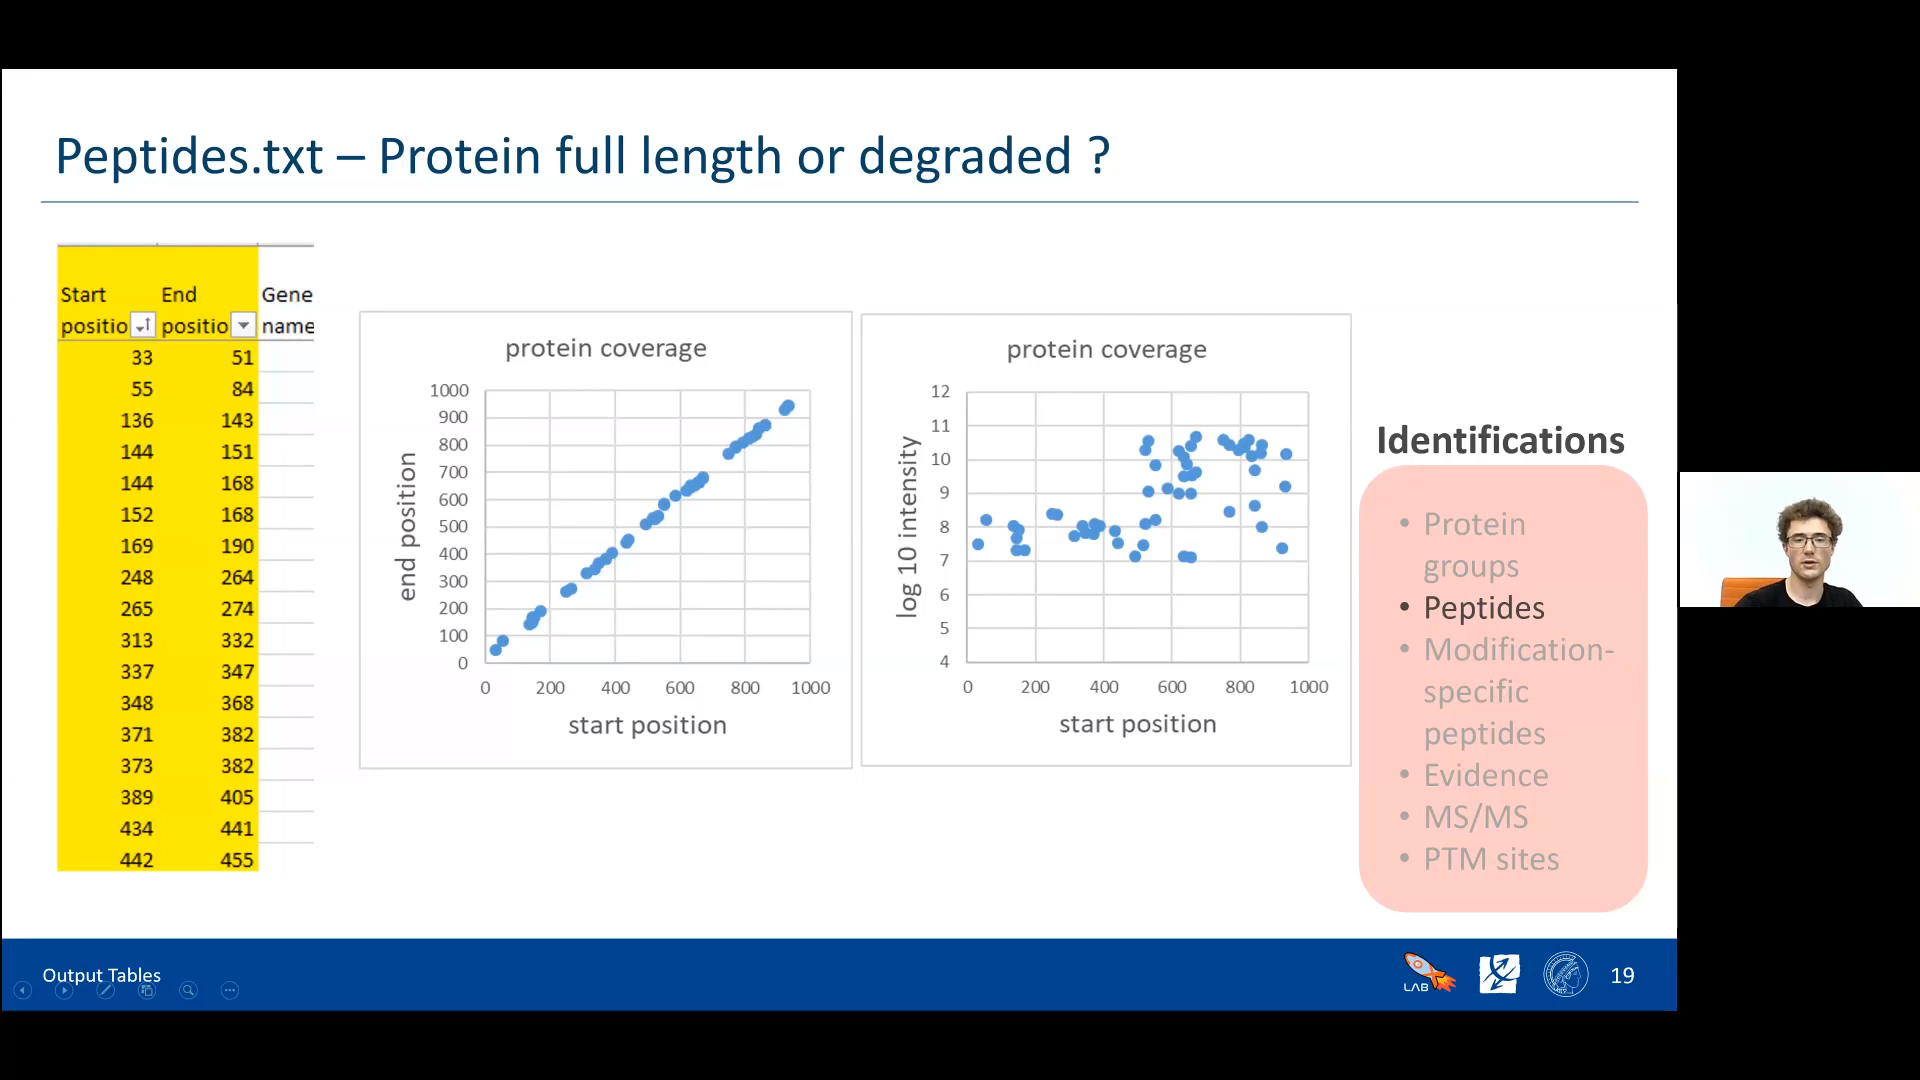 Peptides.txt – Protein full length or degraded ?
Start End Gene
positio positio name
33 51
55 84
136 143
144 151
144 168
152 168
169 190
248 264
265 274
313 332
337 347
348 368
371 382
373 382
389 405
434 441
442 455
protein coverage
end position
1000
900
800
700
600
500
400
300
200
100
0
0 200 400 600 800 1000
start position
protein coverage
log 10 intensity
12
11
10
9
8
7
6
5
4
0 200 400 600 800 1000
start position
Identifications
• Protein
groups
• Peptides
• Modification-
specific
peptides
• Evidence
• MS/MS
• PTM sites
Output Tables
LAB
19